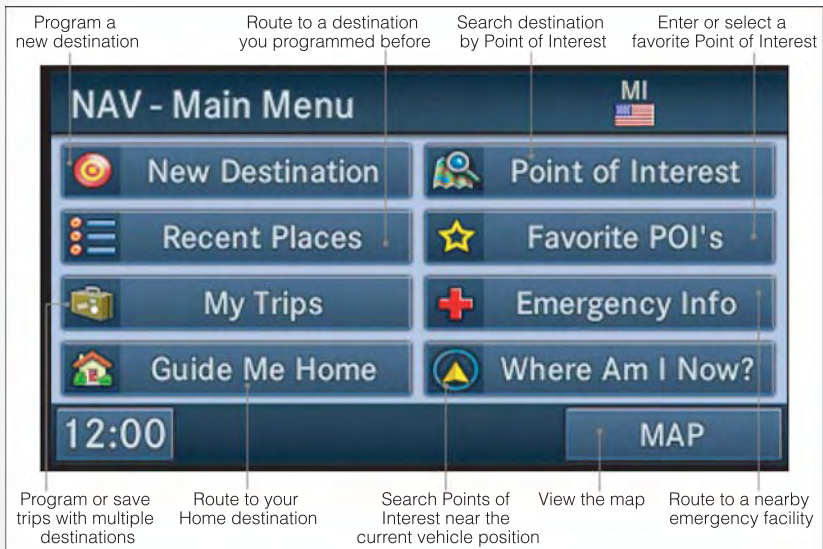 Program a
new destination
Route to a destination
you programmed before
Search destination
by Point of Interest
Enter or select a
favorite Point of Interest
NAV - Main Menu
MI
New Destination
Point of Interest
Recent Places
Favorite POI's
My Trips
Emergency Info
Guide Me Home
Where Am I Now?
12:00
MAP
Program or save
trips with multiple
destinations
Route to your
Home destination
Search Points of
Interest near the
current vehicle position
View the map
Route to a nearby
emergency facility